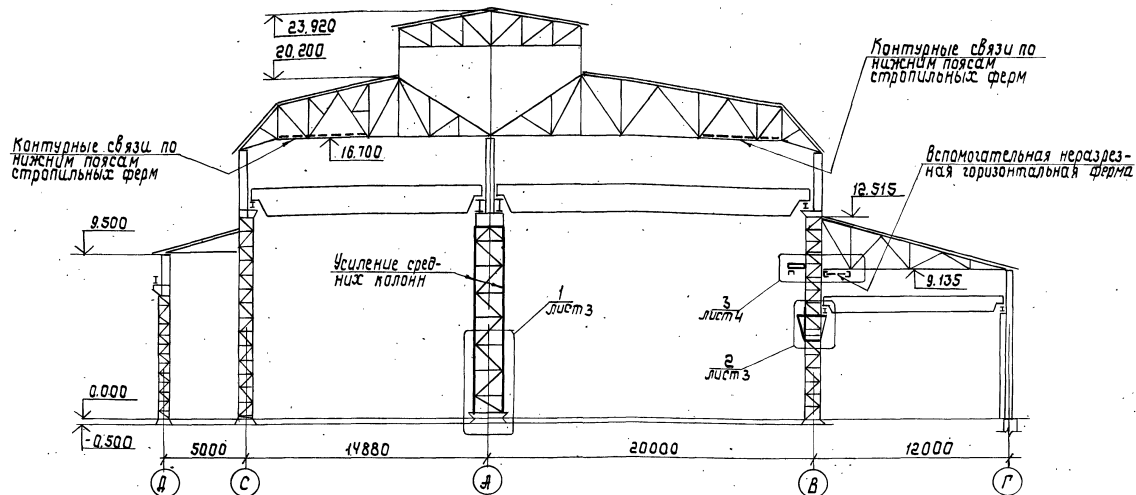 23.920
20.200
Контурные связи по
нижним поясам
стропильных ферм
Контурные связи по
нижним поясам
стропильных ферм
16.700
Вспомогательная неразрез-
ная горизонтальная ферма
12.515
9.500
Усиление сред-
них колонн
1
лист 3
3
лист 4
9.135
2
лист 3
0.000
-0.500
5000
14880
20000
12000
Д
С
А
В
Г